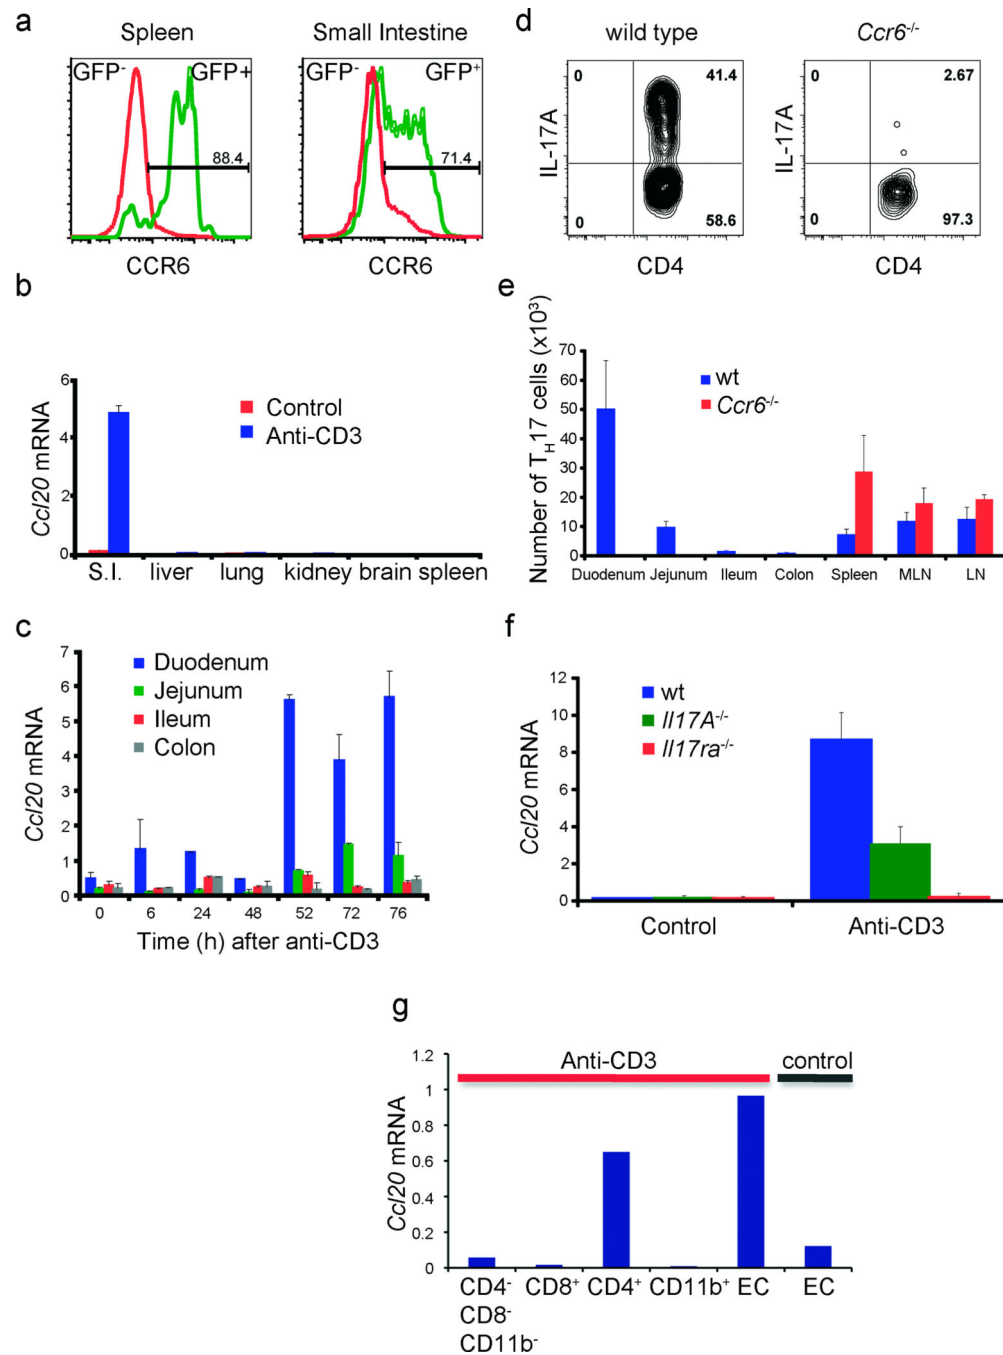 a
Spleen
GFP⁻ GFP+
88.4
CCR6
Small Intestine
GFP⁻ GFP⁺
71.4
CCR6
b
Ccl20 mRNA
6
4
2
0
Control
Anti-CD3
S.I. liver lung kidney brain spleen
c
Ccl20 mRNA
7
6
5
4
3
2
1
0
Duodenum
Jejunum
Ileum
Colon
0 6 24 48 52 72 76
Time (h) after anti-CD3
d
wild type
IL-17A
0 41.4
0 58.6
CD4
Ccr6⁻/⁻
IL-17A
0 2.67
0 97.3
CD4
e
Number of T_H17 cells (x10³)
70
60
50
40
30
20
10
0
wt
Ccr6⁻/⁻
Duodenum Jejunum Ileum Colon Spleen MLN LN
f
Ccl20 mRNA
12
8
4
2
0
wt
Il17A⁻/⁻
Il17ra⁻/⁻
Control Anti-CD3
g
Ccl20 mRNA
1.2
1
0.8
0.6
0.4
0.2
0
Anti-CD3 control
CD4⁻ CD8⁺ CD4⁺ CD11b⁺ EC EC
CD8⁻
CD11b⁻